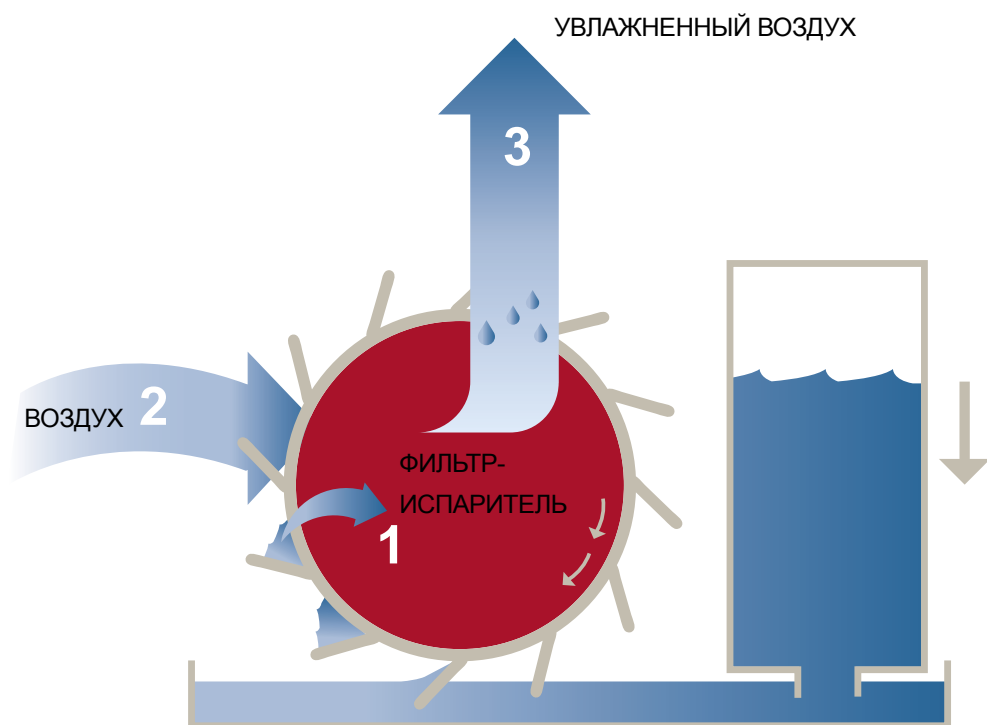 УВЛАЖНЕННЫЙ ВОЗДУХ
3
ВОЗДУХ 2
ФИЛЬТР-
ИСПАРИТЕЛЬ
1